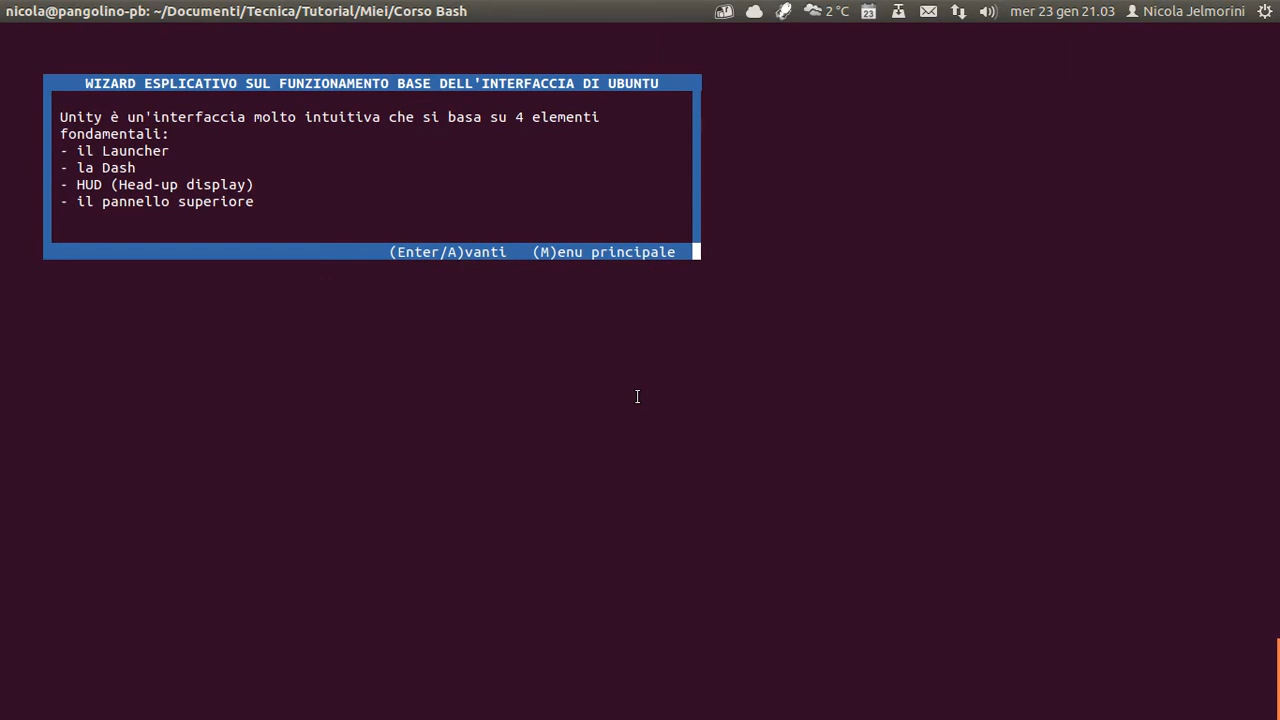 nicola@pangolino-pb: ~/Documenti/Tecnica/Tutorial/Miei/Corso Bash 2°C 23 mer 23 gen 21.03 Nicola Jelmorini
WIZARD ESPLICATIVO SUL FUNZIONAMENTO BASE DELL'INTERFACCIA DI UBUNTU
Unity è un'interfaccia molto intuitiva che si basa su 4 elementi
fondamentali:
- il Launcher
- la Dash
- HUD (Head-up display)
- il pannello superiore
(Enter/A)vanti (M)enu principale